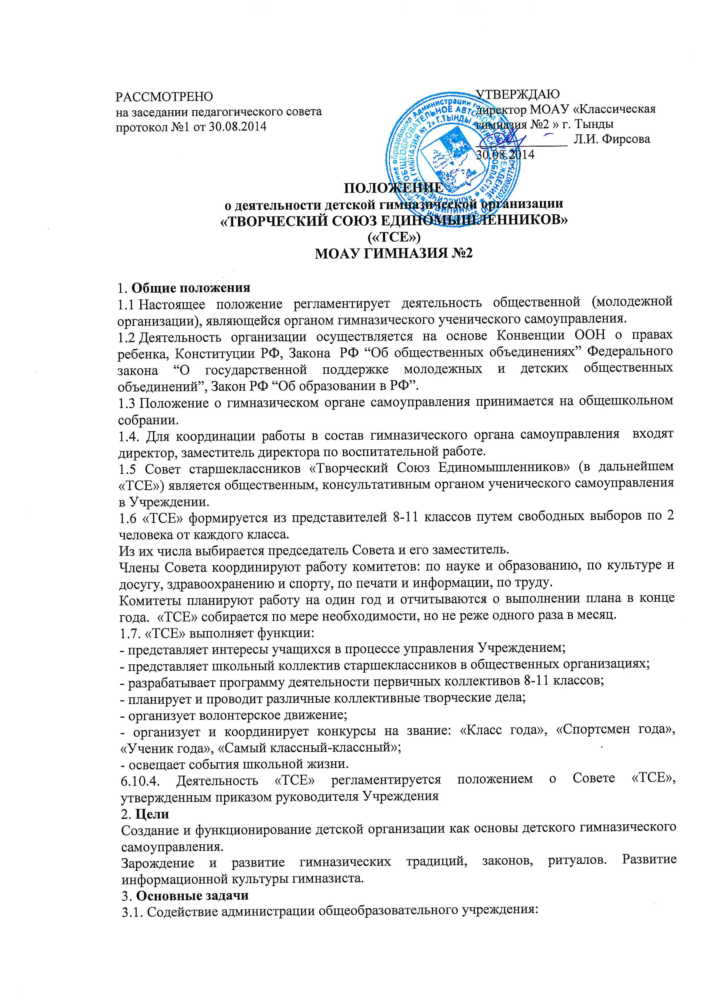 РАССМОТРЕНО
на заседании педагогического совета
протокол №1 от 30.08.2014
УТВЕРЖДАЮ
директор МОАУ «Классическая
гимназия №2 » г. Тынды
Л.И. Фирсова
30.08.2014
ПОЛОЖЕНИЕ
о деятельности детской гимназической организации
«ТВОРЧЕСКИЙ СОЮЗ ЕДИНОМЫШЛЕННИКОВ»
(«ТСЕ»)
МОАУ ГИМНАЗИЯ №2
1. Общие положения
1.1 Настоящее положение регламентирует деятельность общественной (молодежной
организации), являющейся органом гимназического ученического самоуправления.
1.2 Деятельность организации осуществляется на основе Конвенции ООН о правах
ребенка, Конституции РФ, Закона РФ “Об общественных объединениях” Федерального
закона “О государственной поддержке молодежных и детских общественных
объединений”, Закон РФ “Об образовании в РФ”.
1.3 Положение о гимназическом органе самоуправления принимается на общешкольном
собрании.
1.4. Для координации работы в состав гимназического органа самоуправления входят
директор, заместитель директора по воспитательной работе.
1.5 Совет старшеклассников «Творческий Союз Единомышленников» (в дальнейшем
«ТСЕ») является общественным, консультативным органом ученического самоуправления
в Учреждении.
1.6 «ТСЕ» формируется из представителей 8-11 классов путем свободных выборов по 2
человека от каждого класса.
Из их числа выбирается председатель Совета и его заместитель.
Члены Совета координируют работу комитетов: по науке и образованию, по культуре и
досугу, здравоохранению и спорту, по печати и информации, по труду.
Комитеты планируют работу на один год и отчитываются о выполнении плана в конце
года. «ТСЕ» собирается по мере необходимости, но не реже одного раза в месяц.
1.7. «ТСЕ» выполняет функции:
- представляет интересы учащихся в процессе управления Учреждением;
- представляет школьный коллектив старшеклассников в общественных организациях;
- разрабатывает программу деятельности первичных коллективов 8-11 классов;
- планирует и проводит различные коллективные творческие дела;
- организует волонтерское движение;
- организует и координирует конкурсы на звание: «Класс года», «Спортсмен года»,
«Ученик года», «Самый классный-классный»;
- освещает события школьной жизни.
6.10.4. Деятельность «ТСЕ» регламентируется положением о Совете «ТСЕ»,
утвержденным приказом руководителя Учреждения
2. Цели
Создание и функционирование детской организации как основы детского гимназического
самоуправления.
Зарождение и развитие гимназических традиций, законов, ритуалов. Развитие
информационной культуры гимназиста.
3. Основные задачи
3.1. Содействие администрации общеобразовательного учреждения: